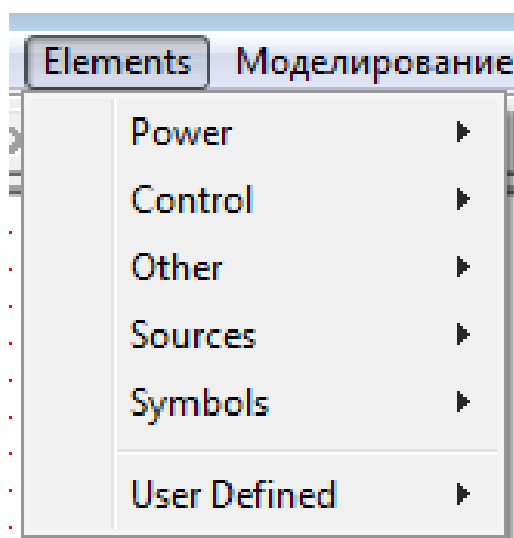 Elements Моделирование
Power
Control
Other
Sources
Symbols
User Defined